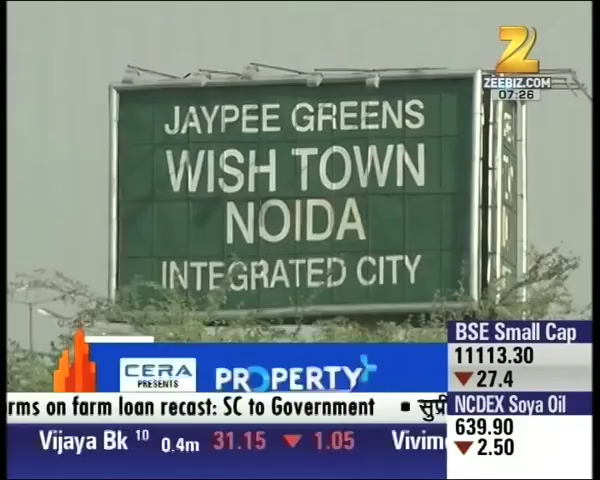 Z
ZEEBIZ.COM
07:26
JAYPEE GREENS
WISH TOWN
NOIDA
INTEGRATED CITY
CERA
PRESENTS
PROPERTY+
BSE Small Cap
11113.30
▼ 27.4
rms on farm loan recast: SC to Government ■ सुप्री
NCDEX Soya Oil
639.90
▼ 2.50
Vijaya Bk 10 0.4m 31.15 ▼ 1.05 Vivim